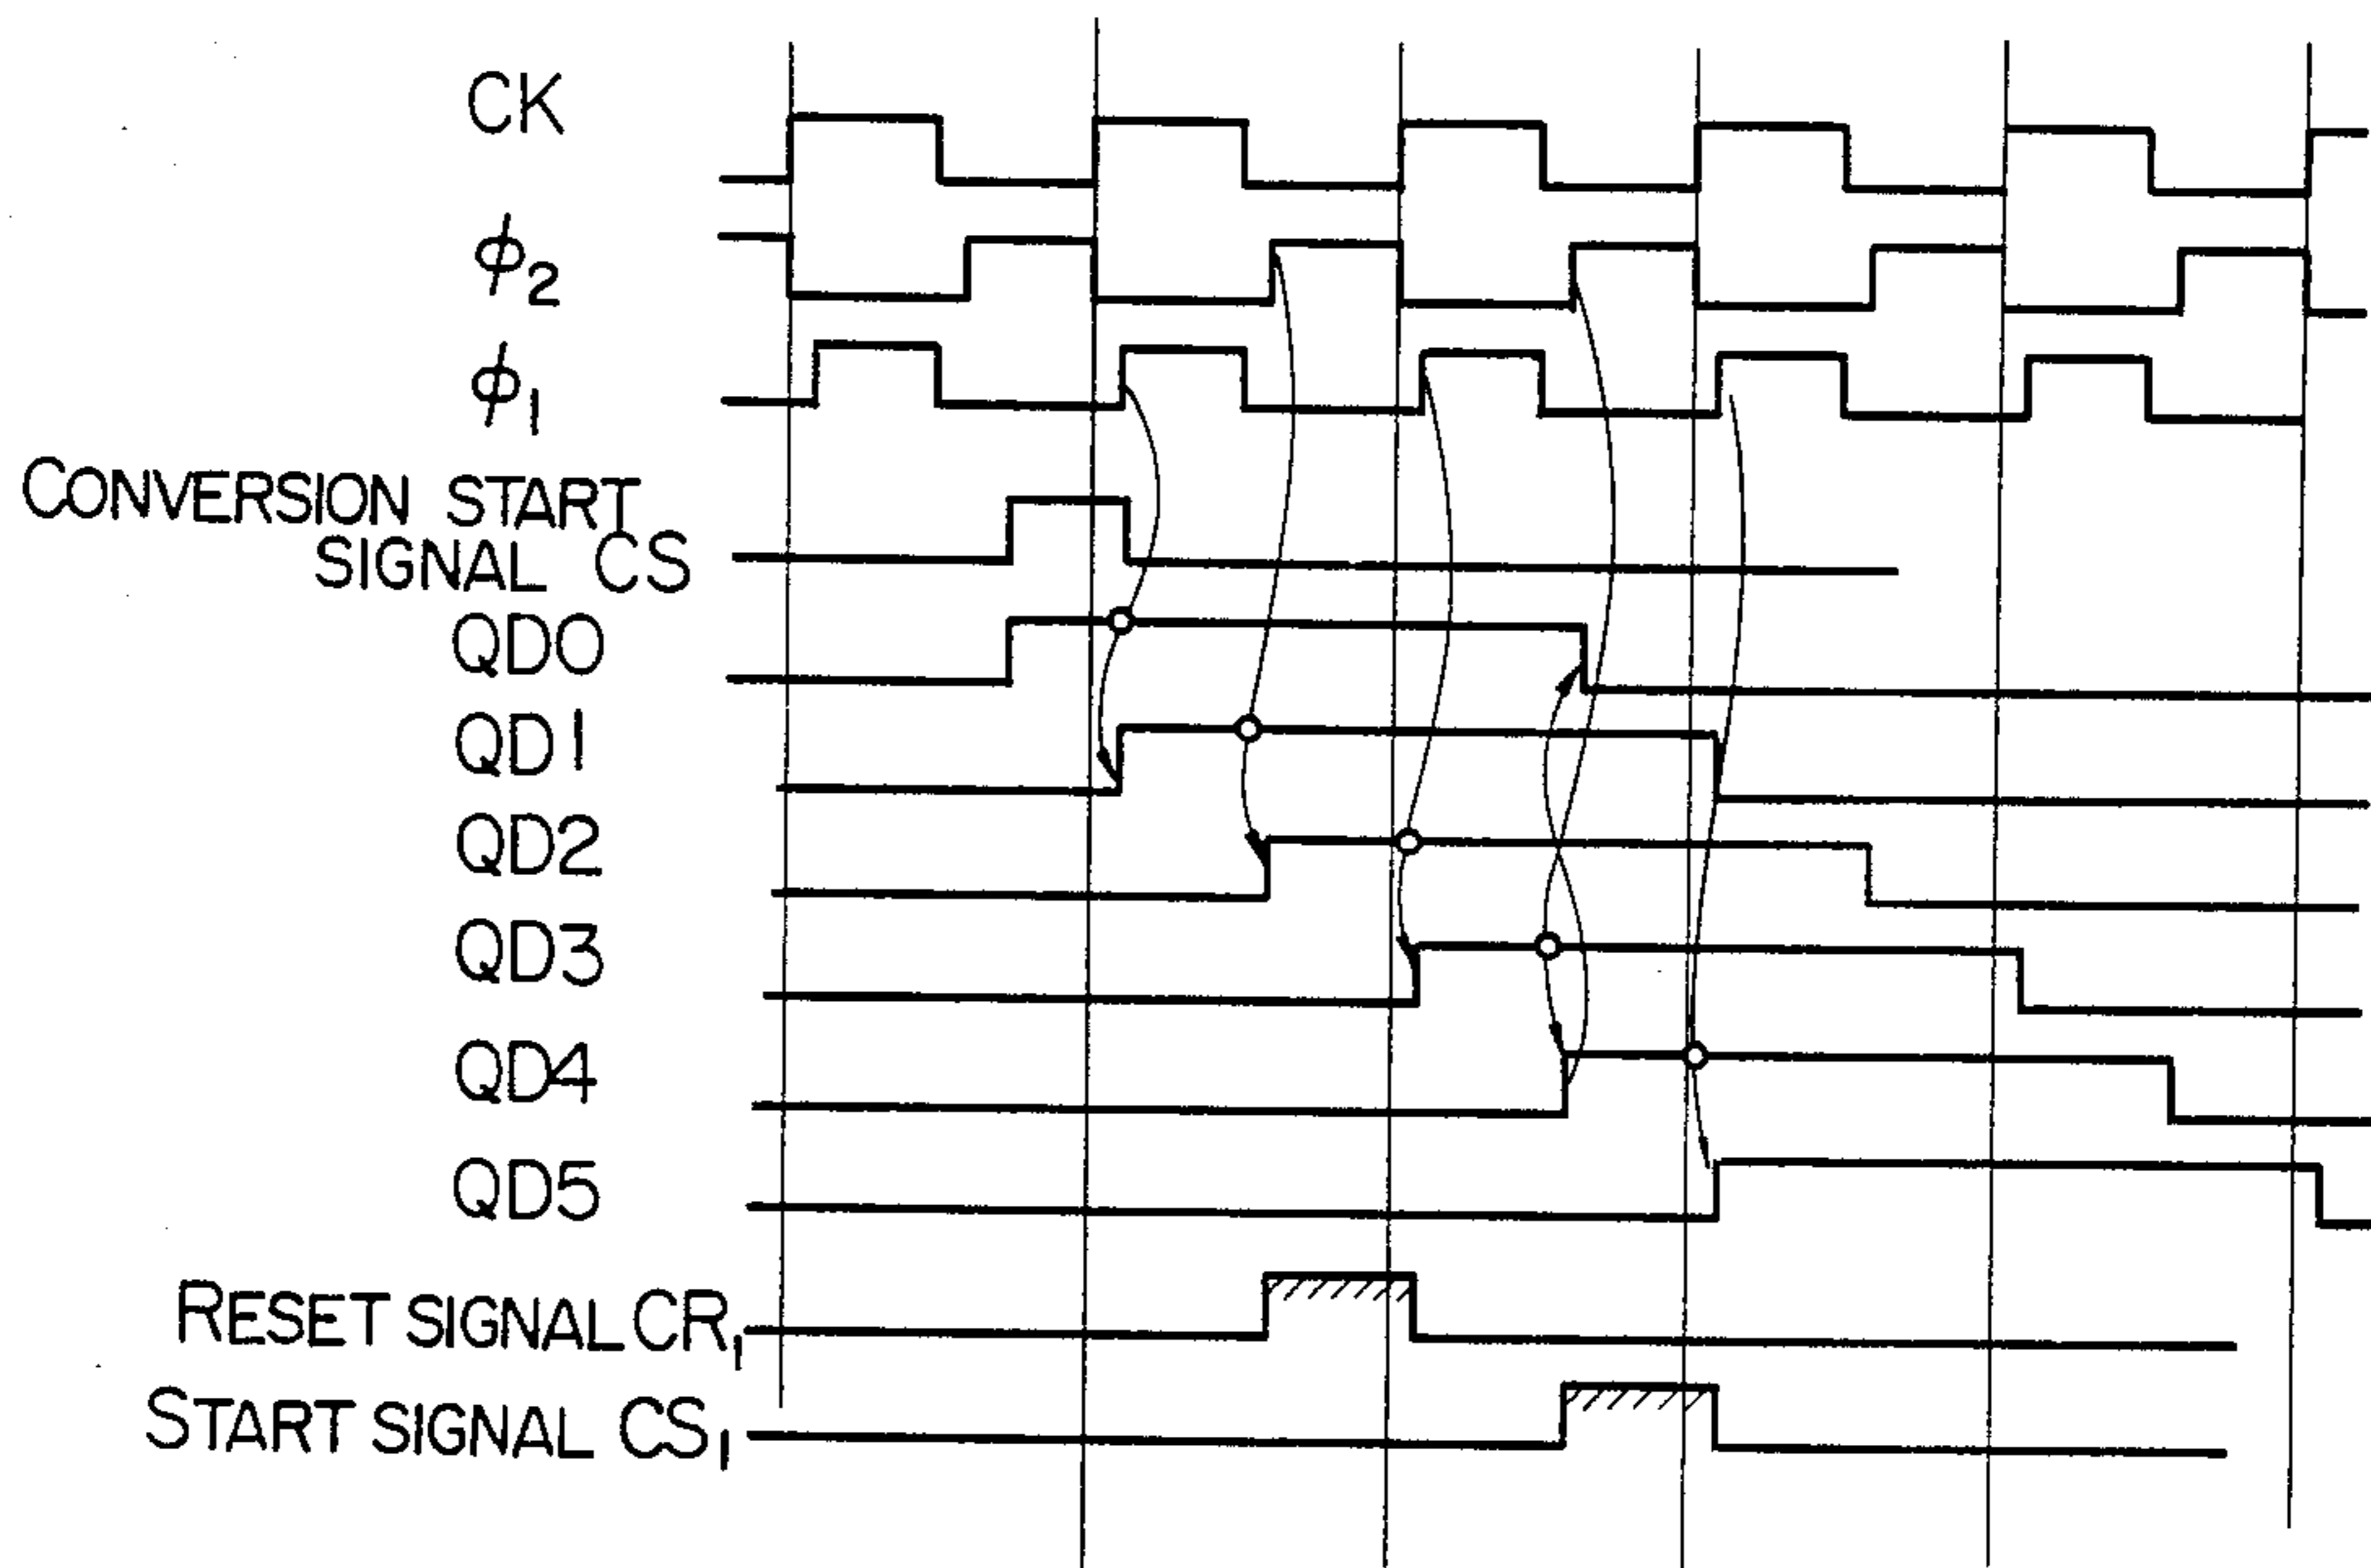 CK
ϕ2
ϕ1
CONVERSION START
SIGNAL CS
QD0
QD1
QD2
QD3
QD4
QD5
RESET SIGNAL CR1
START SIGNAL CS1